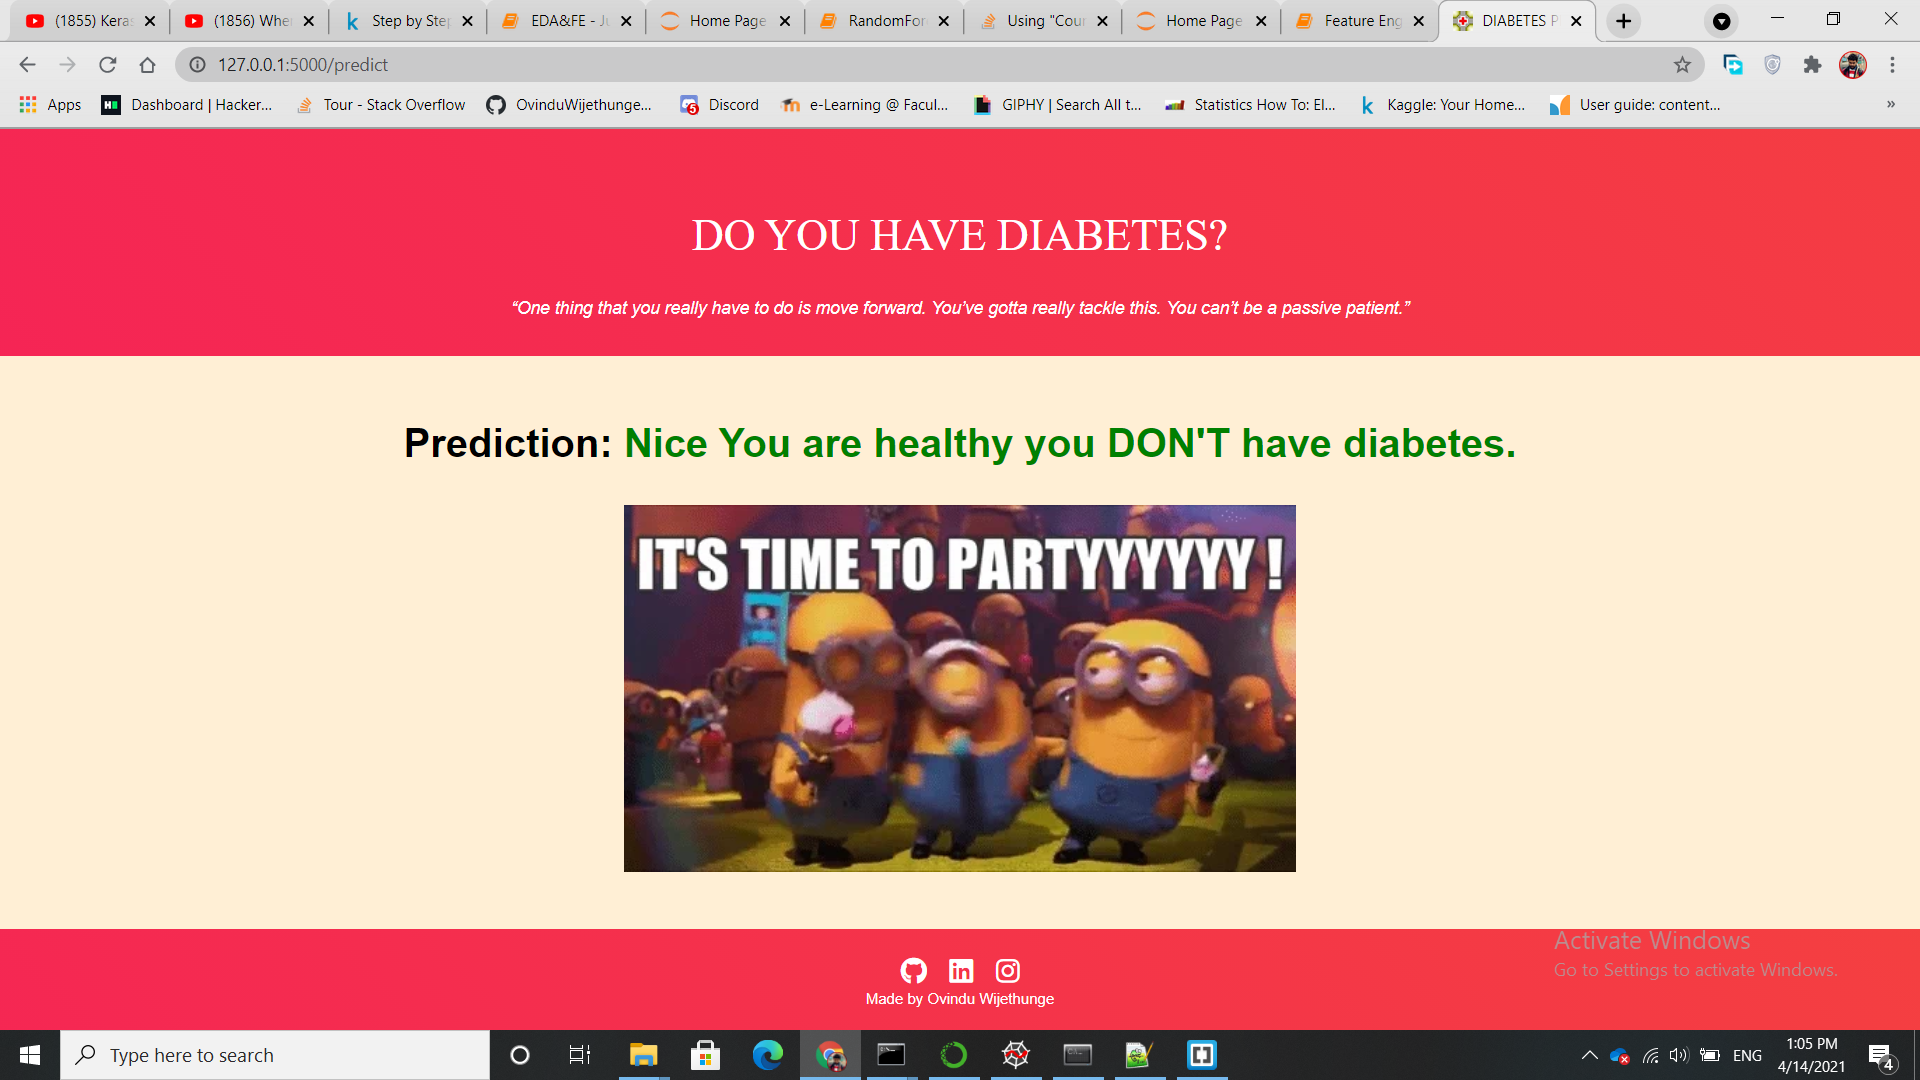 (1855) Kera
(1856) Whe
Step by Step
EDA&FE - Ju
Home Page
RandomFor
Using "Cour
Home Page
Feature Eng
DIABETES P
127.0.0.1:5000/predict
Apps
Dashboard | Hacker...
Tour - Stack Overflow
OvinduWijethunge...
Discord
e-Learning @ Facul...
GIPHY | Search All t...
Statistics How To: El...
Kaggle: Your Home...
User guide: content...
»
DO YOU HAVE DIABETES?
“One thing that you really have to do is move forward. You’ve gotta really tackle this. You can’t be a passive patient.”
Prediction: Nice You are healthy you DON'T have diabetes.
IT'S TIME TO PARTYYYYYY !
Activate Windows
Go to Settings to activate Windows.
Made by Ovindu Wijethunge
Type here to search
ENG
1:05 PM
4/14/2021
4